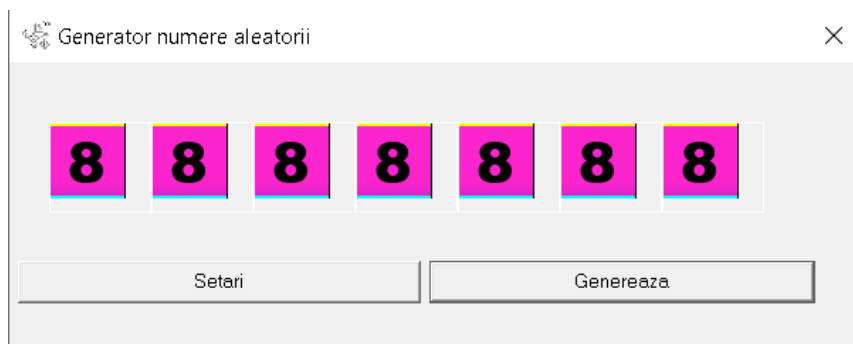 Generator numere aleatorii
8 8 8 8 8 8 8
Setari Genereaza